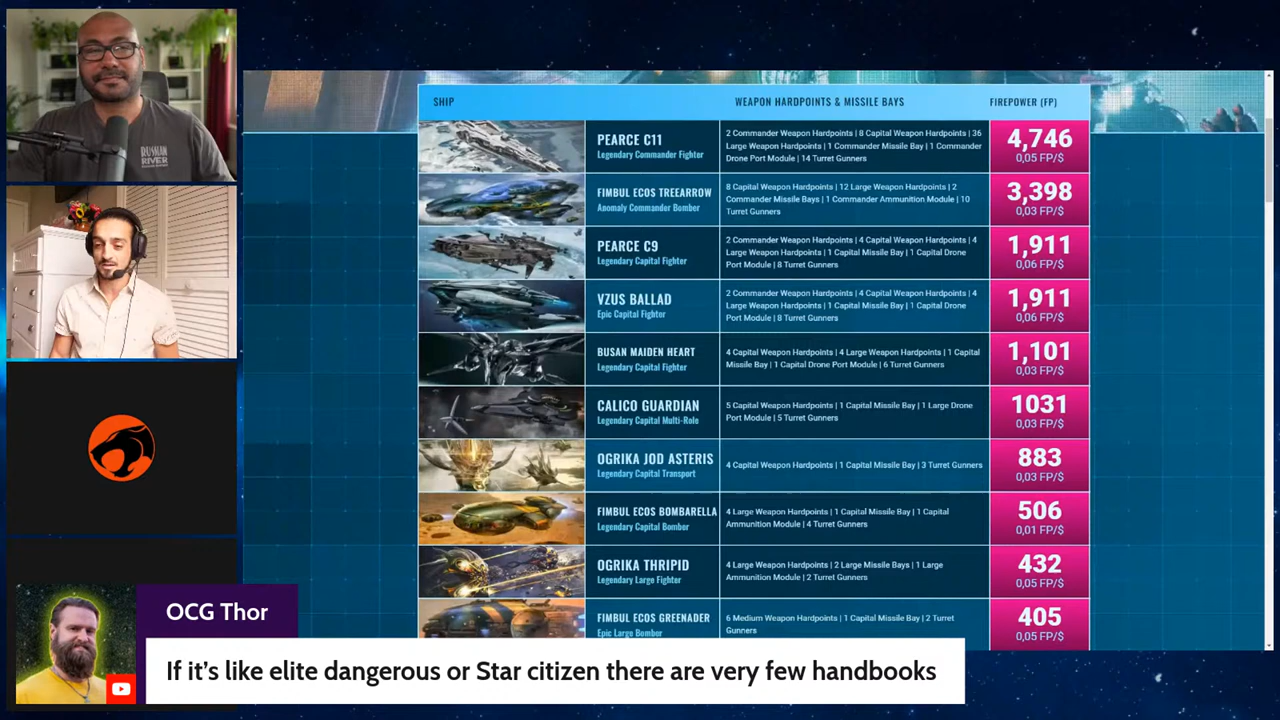 RUSHAN
RIVER
SHIP
WEAPON HARDPOINTS & MISSILE BAYS
FIREPOWER (FP)
PEARCE C11
Legendary Commander Fighter
2 Commander Weapon Hardpoints | 8 Capital Weapon Hardpoints | 36
Large Weapon Hardpoints | 1 Commander Missile Bay | 1 Commander
Drone Port Module | 14 Turret Gunners
4,746
0,05 FP/$
FIMBUL ECOS TREEARROW
Anomaly Commander Bomber
8 Capital Weapon Hardpoints | 12 Large Weapon Hardpoints | 2
Commander Missile Bays | 1 Commander Ammunition Module | 10
Turret Gunners
3,398
0,03 FP/$
PEARCE C9
Legendary Capital Fighter
2 Commander Weapon Hardpoints | 4 Capital Weapon Hardpoints | 4
Large Weapon Hardpoints | 1 Capital Missile Bay | 1 Capital Drone
Port Module | 8 Turret Gunners
1,911
0,06 FP/$
VZUS BALLAD
Epic Capital Fighter
2 Commander Weapon Hardpoints | 4 Capital Weapon Hardpoints | 4
Large Weapon Hardpoints | 1 Capital Missile Bay | 1 Capital Drone
Port Module | 8 Turret Gunners
1,911
0,06 FP/$
BUSAN MAIDEN HEART
Legendary Capital Fighter
4 Capital Weapon Hardpoints | 4 Large Weapon Hardpoints | 1 Capital
Missile Bay | 1 Capital Drone Port Module | 6 Turret Gunners
1,101
0,03 FP/$
CALICO GUARDIAN
Legendary Capital Multi-Role
5 Capital Weapon Hardpoints | 1 Capital Missile Bay | 1 Large Drone
Port Module | 5 Turret Gunners
1031
0,03 FP/$
OGRIKA JOD ASTERIS
Legendary Capital Transport
4 Capital Weapon Hardpoints | 1 Capital Missile Bay | 3 Turret Gunners
883
0,03 FP/$
FIMBUL ECOS BOMBARELLA
Legendary Capital Bomber
4 Large Weapon Hardpoints | 1 Capital Missile Bay | 1 Capital
Ammunition Module | 4 Turret Gunners
506
0,01 FP/$
OGRIKA THRIPID
Legendary Large Fighter
4 Large Weapon Hardpoints | 2 Large Missile Bays | 1 Large
Ammunition Module | 2 Turret Gunners
432
0,05 FP/$
FIMBUL ECOS GREENADER
Epic Large Bomber
6 Medium Weapon Hardpoints | 1 Capital Missile Bay | 2 Turret
Gunners
405
0,05 FP/$
OCG Thor
If it's like elite dangerous or Star citizen there are very few handbooks